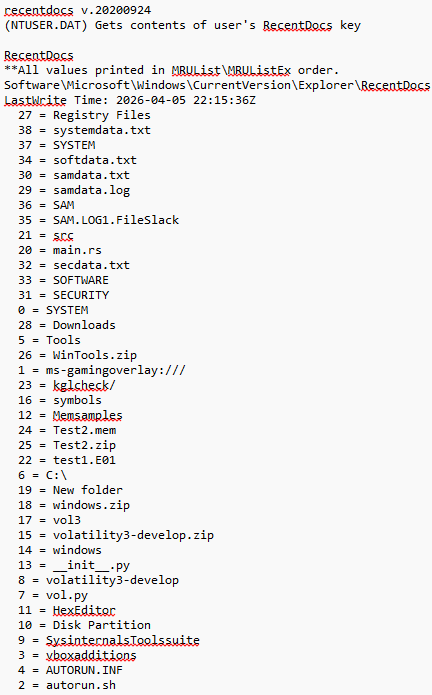 recentdocs v.20200924
(NTUSER.DAT) Gets contents of user's RecentDocs key

RecentDocs
**All values printed in MRUList\MRUListEx order.
Software\Microsoft\Windows\CurrentVersion\Explorer\RecentDocs
LastWrite Time: 2026-04-05 22:15:36Z
  27 = Registry Files
  38 = systemdata.txt
  37 = SYSTEM
  34 = softdata.txt
  30 = samdata.txt
  29 = samdata.log
  36 = SAM
  35 = SAM.LOG1.FileSlack
  21 = src
  20 = main.rs
  32 = secdata.txt
  33 = SOFTWARE
  31 = SECURITY
  0 = SYSTEM
  28 = Downloads
  5 = Tools
  26 = WinTools.zip
  1 = ms-gamingoverlay:///
  23 = kglcheck/
  16 = symbols
  12 = Memsamples
  24 = Test2.mem
  25 = Test2.zip
  22 = test1.E01
  6 = C:\
  19 = New folder
  18 = windows.zip
  17 = vol3
  15 = volatility3-develop.zip
  14 = windows
  13 = __init__.py
  8 = volatility3-develop
  7 = vol.py
  11 = HexEditor
  10 = Disk Partition
  9 = SysinternalsToolssuite
  3 = vboxadditions
  4 = AUTORUN.INF
  2 = autorun.sh